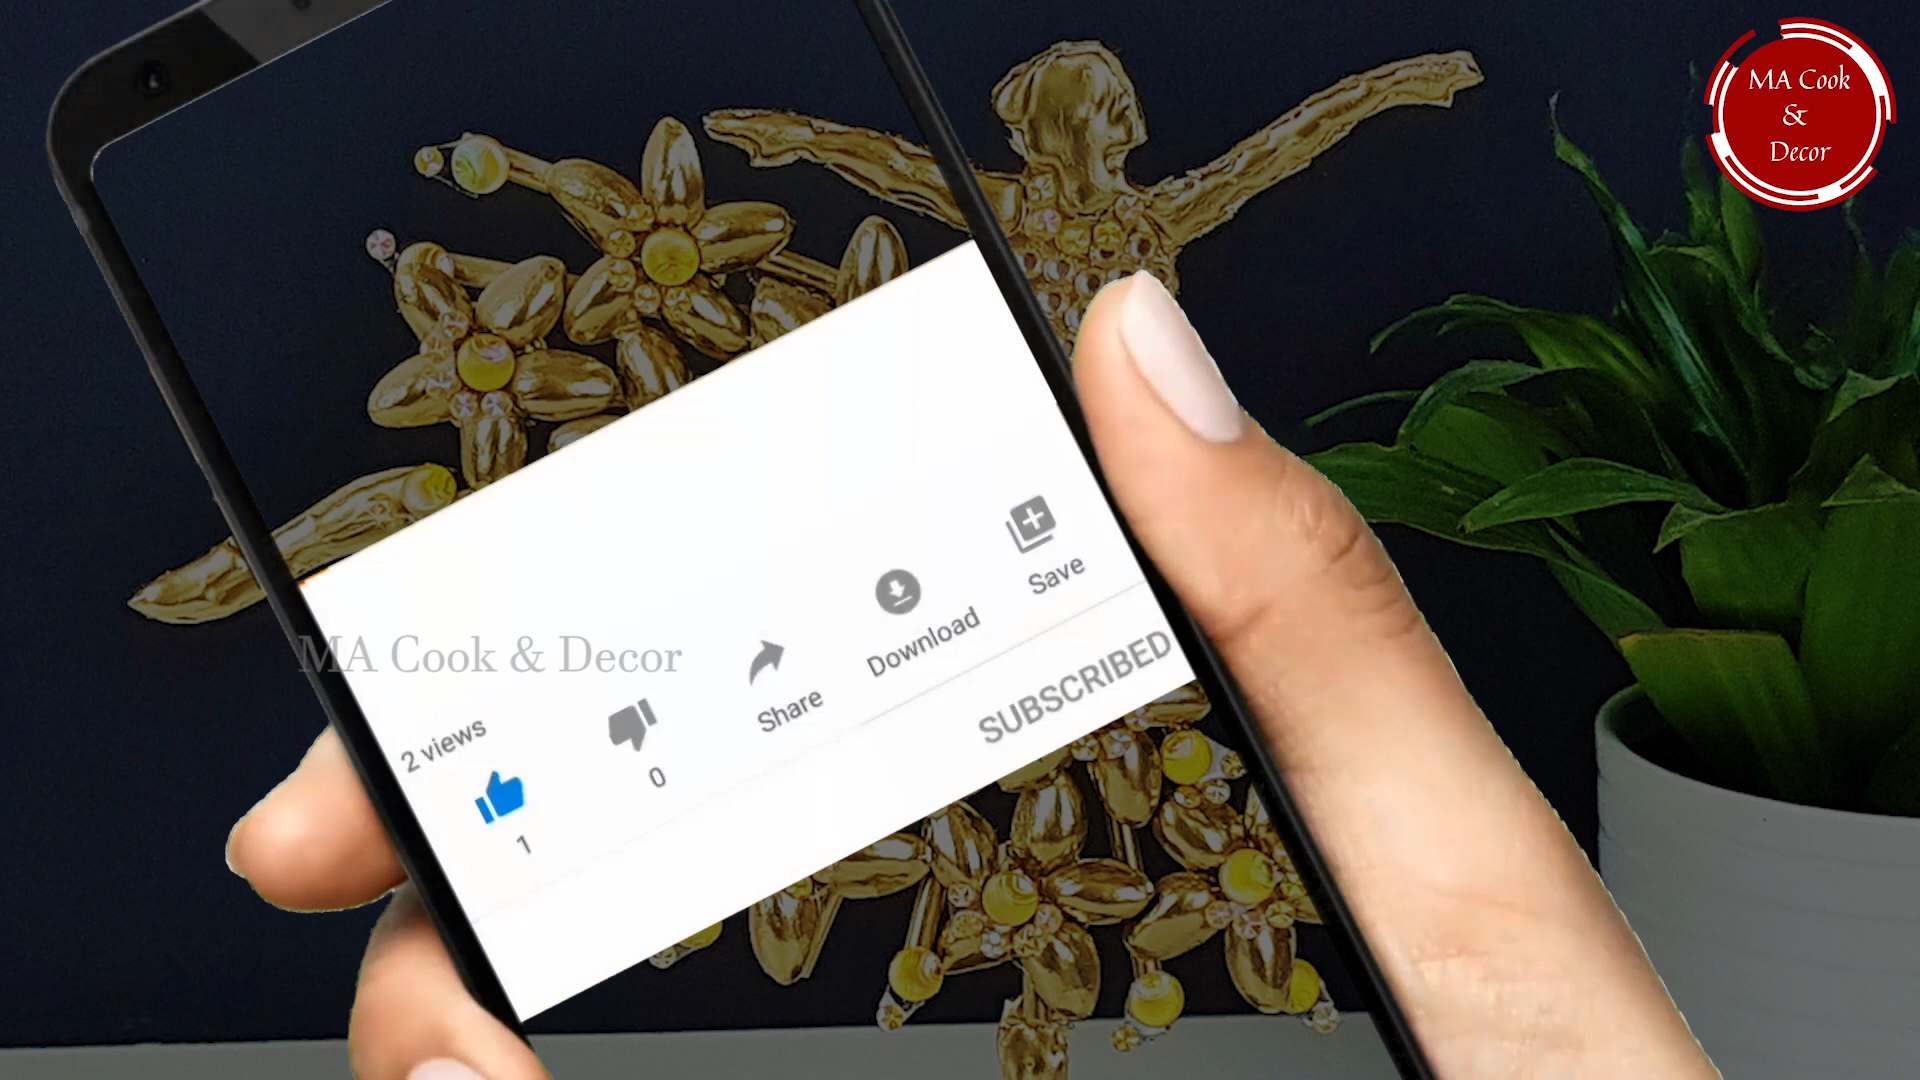 MA Cook
&
Decor
MA Cook & Decor
2 views
1
0
Share
Download
Save
SUBSCRIBED